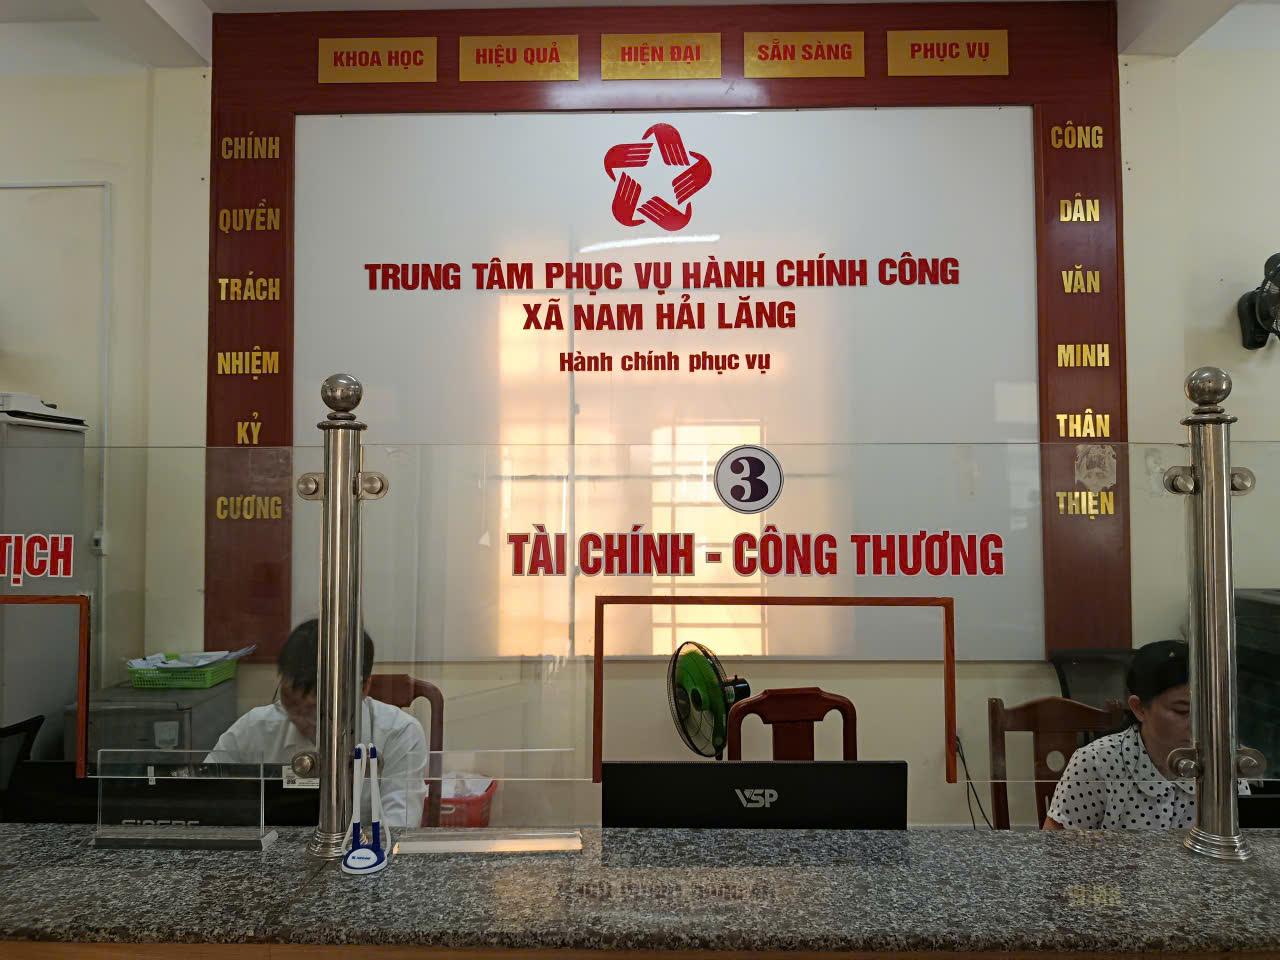 KHOA HỌC
HIỆU QUẢ
HIỆN ĐẠI
SẴN SÀNG
PHỤC VỤ
CHÍNH
QUYỀN
TRÁCH
NHIỆM
KỶ
CƯƠNG
TRUNG TÂM PHỤC VỤ HÀNH CHÍNH CÔNG
XÃ NAM HẢI LĂNG
Hành chính phục vụ
CÔNG
DÂN
VĂN
MINH
THÂN
THIỆN
TỊCH
3
TÀI CHÍNH - CÔNG THƯƠNG
VSP